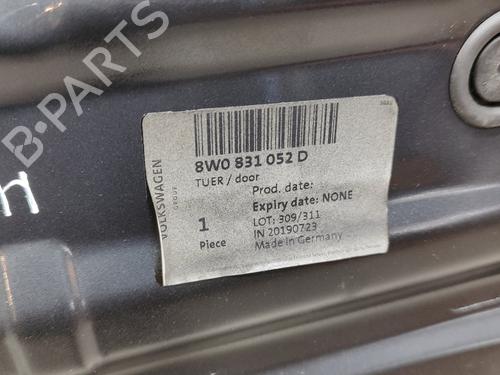 B-PARTS
8W0 831 052 D
TUER / door
Prod. date:
Expiry date: NONE
1
Piece
LOT: 309/311
IN 20190723
Made in Germany
VOLKSWAGEN
GROUP